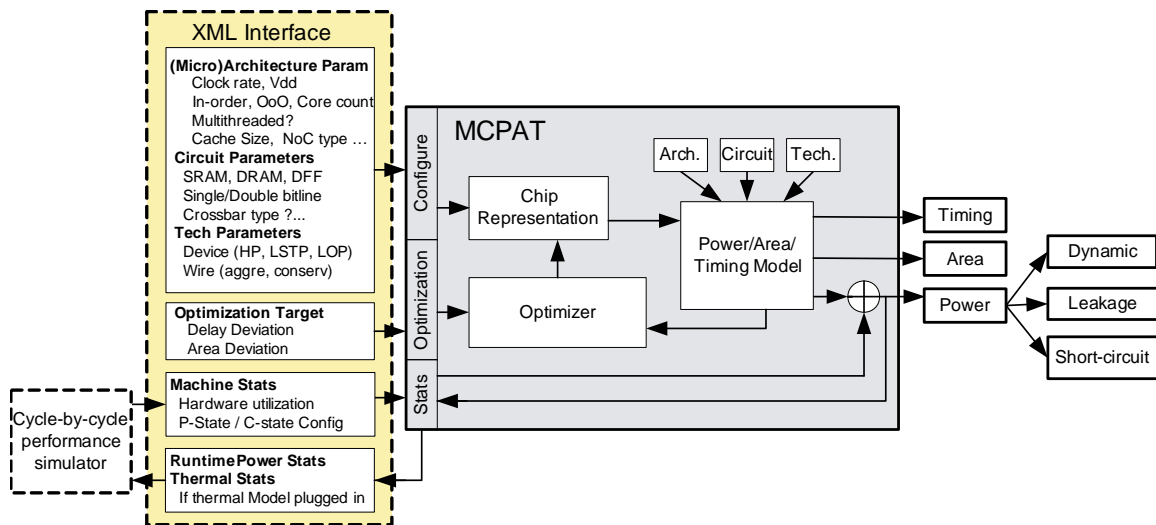 XML Interface
(Micro)Architecture Param
Clock rate, Vdd
In-order, OoO, Core count
Multithreaded?
Cache Size, NoC type ...
Circuit Parameters
SRAM, DRAM, DFF
Single/Double bitline
Crossbar type ?...
Tech Parameters
Device (HP, LSTP, LOP)
Wire (aggre, conserv)
Optimization Target
Delay Deviation
Area Deviation
Machine Stats
Hardware utilization
P-State / C-state Config
RuntimePower Stats
Thermal Stats
If thermal Model plugged in
Cycle-by-cycle
performance
simulator
Configure
Optimization
Stats
MCPAT
Arch.
Circuit
Tech.
Chip
Representation
Optimizer
Power/Area/
Timing Model
Timing
Area
Power
Dynamic
Leakage
Short-circuit